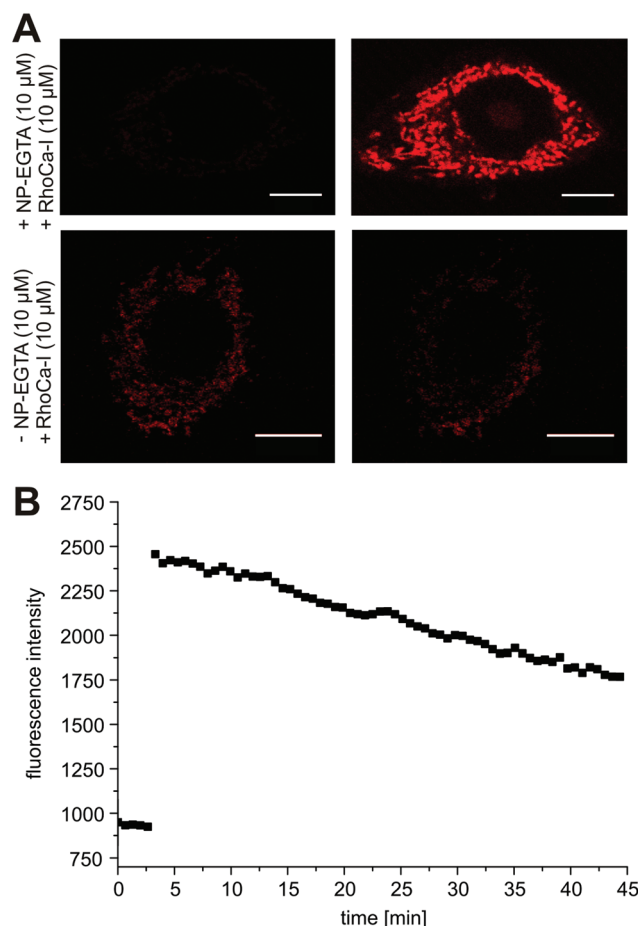 A
+ NP-EGTA (10 µM)
+ RhoCa-I (10 µM)
- NP-EGTA (10 µM)
+ RhoCa-I (10 µM)
B
2750
2500
2250
2000
1750
1500
1250
1000
750
fluorescence intensity
0 5 10 15 20 25 30 35 40 45
time [min]